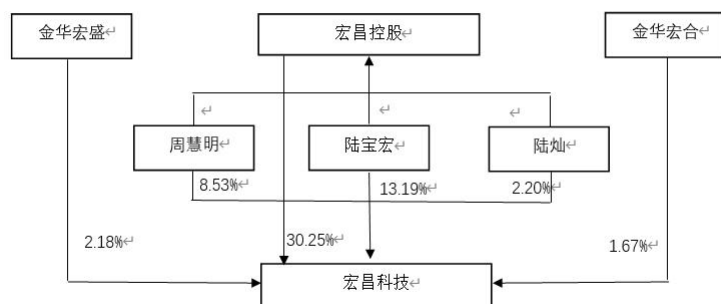 金华宏盛
宏昌控股
金华宏合
周慧明
陆宝宏
陆灿
8.53%
13.19%
2.20%
2.18%
30.25%
1.67%
宏昌科技